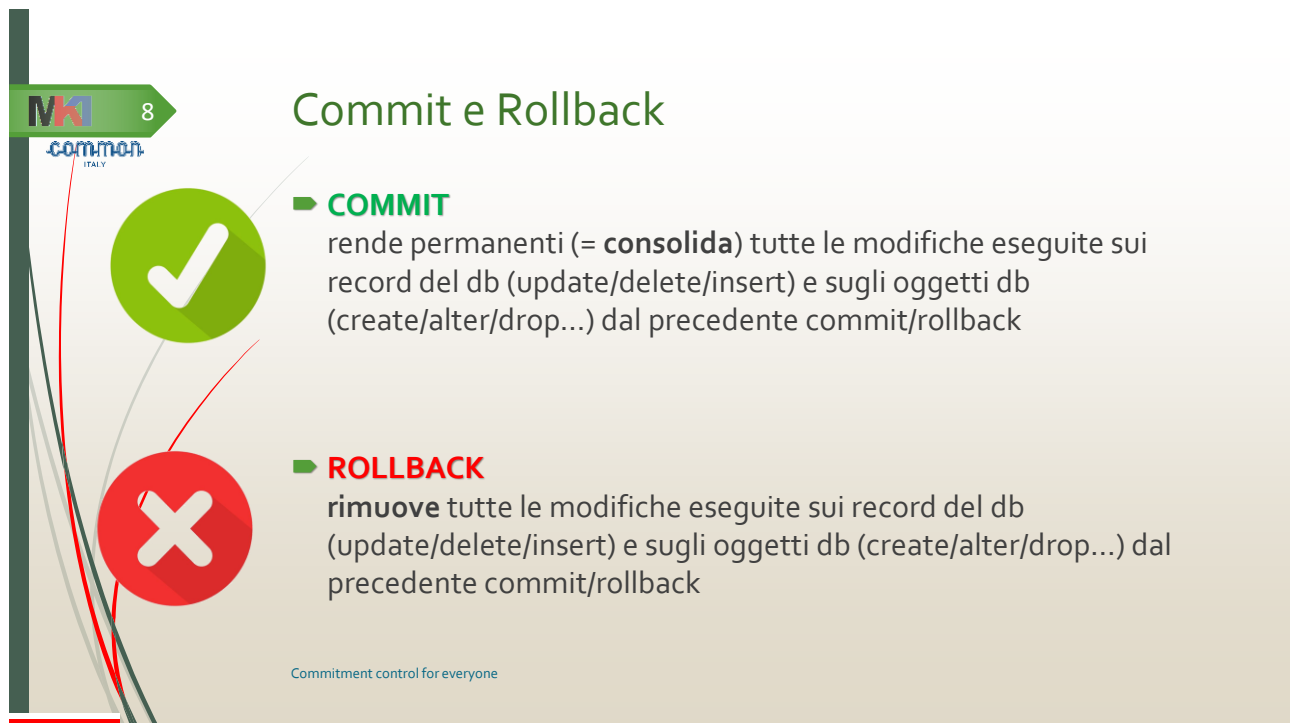 MK1
8
common
ITALY
Commit e Rollback
COMMIT
rende permanenti (= consolida) tutte le modifiche eseguite sui
record del db (update/delete/insert) e sugli oggetti db
(create/alter/drop...) dal precedente commit/rollback
ROLLBACK
rimuove tutte le modifiche eseguite sui record del db
(update/delete/insert) e sugli oggetti db (create/alter/drop...) dal
precedente commit/rollback
Commitment control for everyone